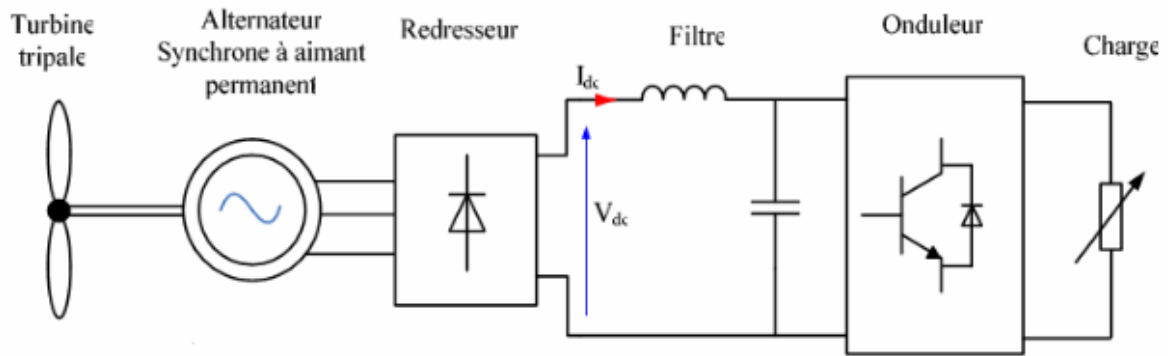 Turbine
tripale
Alternateur
Synchrone à aimant
permanent
Redresseur
Filtre
Onduleur
Charge
Idc
Vdc